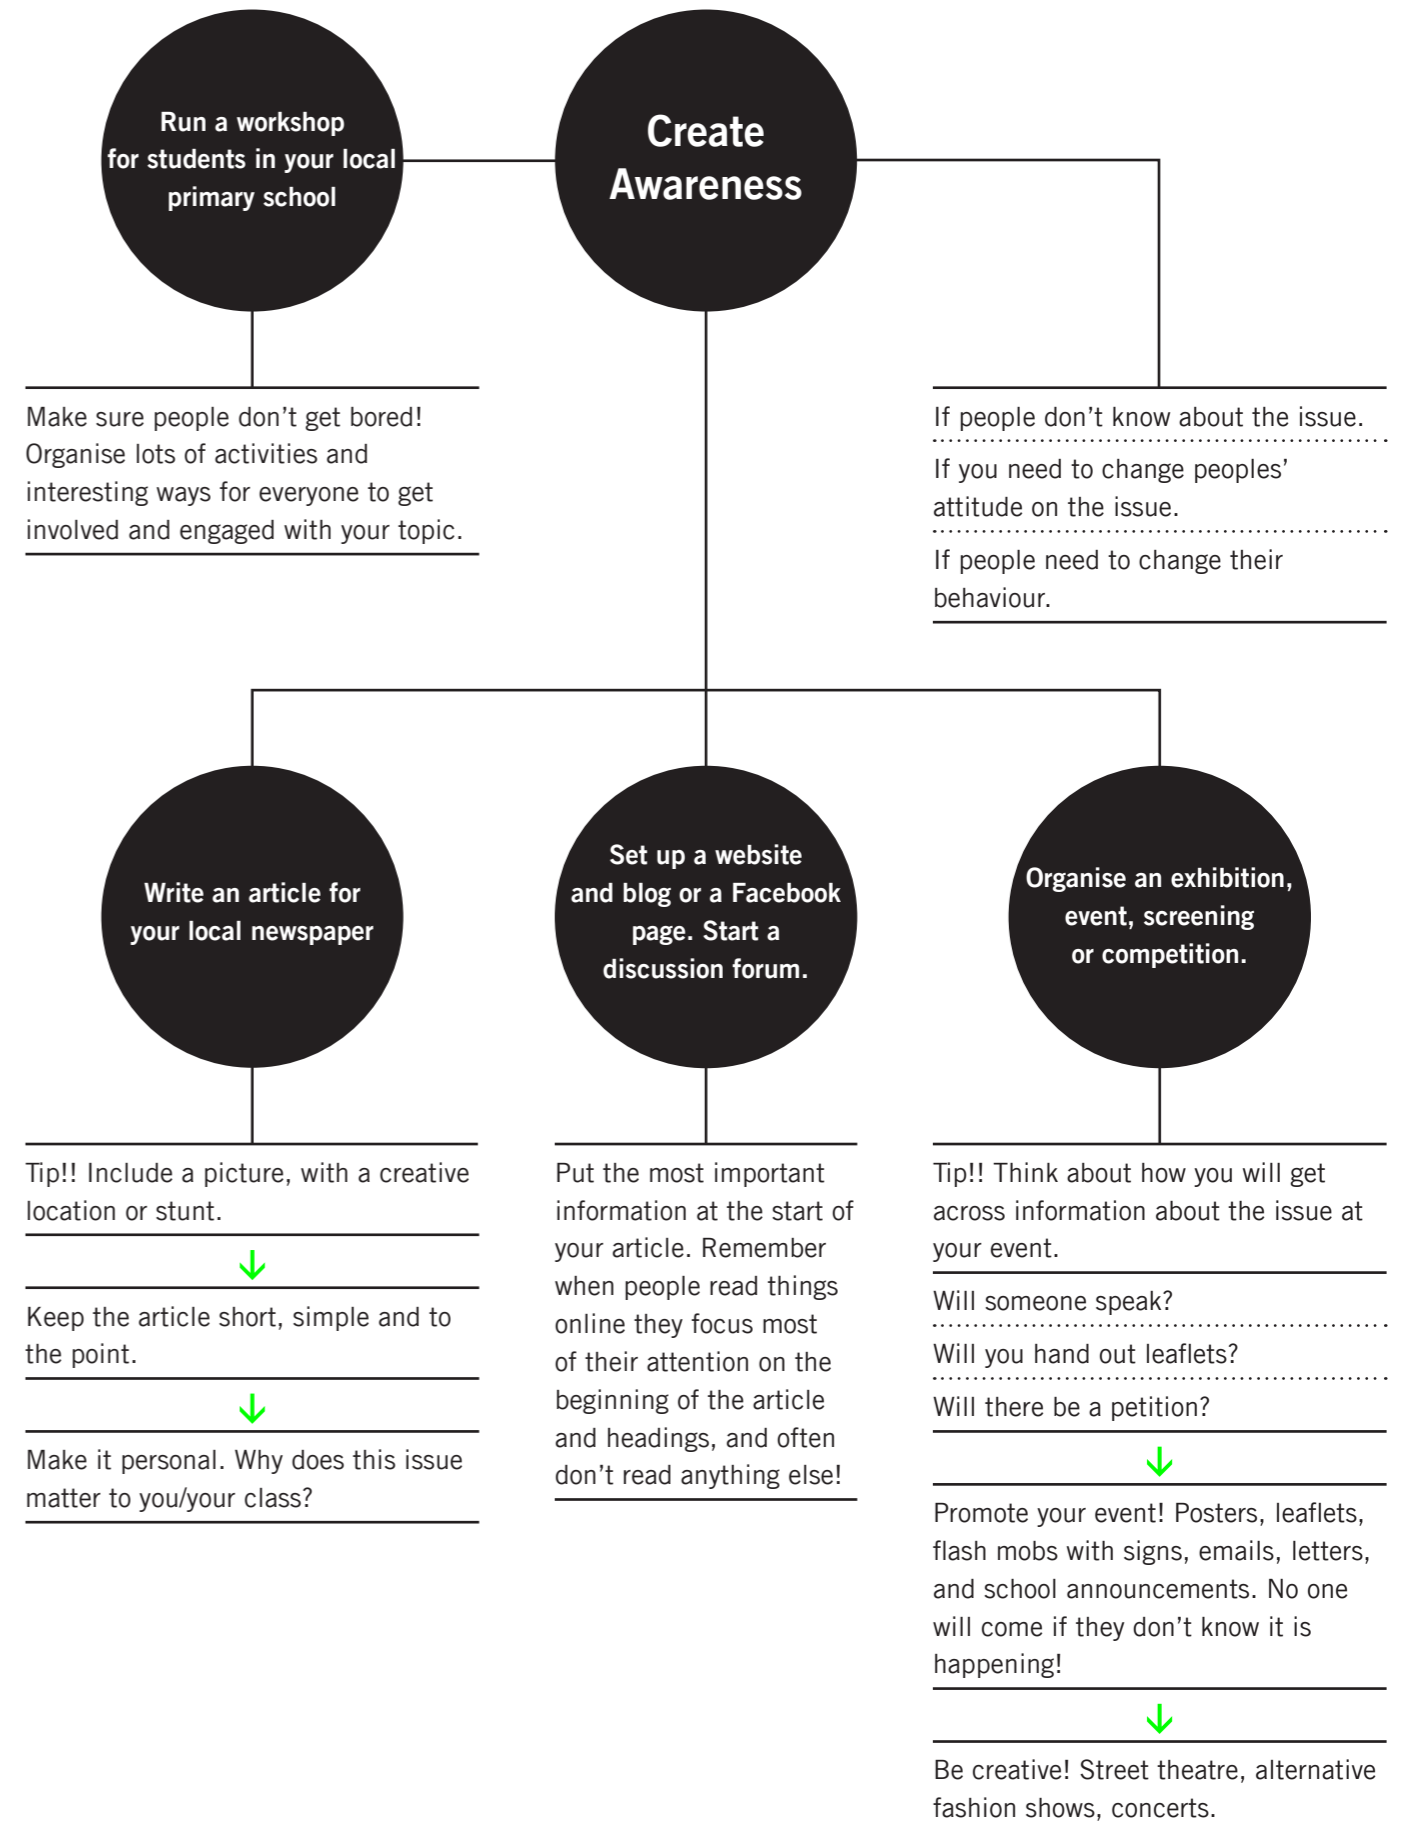 Run a workshop
for students in your local
primary school
Create
Awareness
Make sure people don't get bored!
Organise lots of activities and
interesting ways for everyone to get
involved and engaged with your topic.
If people don't know about the issue.
If you need to change peoples'
attitude on the issue.
If people need to change their
behaviour.
Write an article for
your local newspaper
Set up a website
and blog or a Facebook
page. Start a
discussion forum.
Organise an exhibition,
event, screening
or competition.
Tip!! Include a picture, with a creative
location or stunt.
Keep the article short, simple and to
the point.
Make it personal. Why does this issue
matter to you/your class?
Put the most important
information at the start of
your article. Remember
when people read things
online they focus most
of their attention on the
beginning of the article
and headings, and often
don't read anything else!
Tip!! Think about how you will get
across information about the issue at
your event.
Will someone speak?
Will you hand out leaflets?
Will there be a petition?
Promote your event! Posters, leaflets,
flash mobs with signs, emails, letters,
and school announcements. No one
will come if they don't know it is
happening!
Be creative! Street theatre, alternative
fashion shows, concerts.